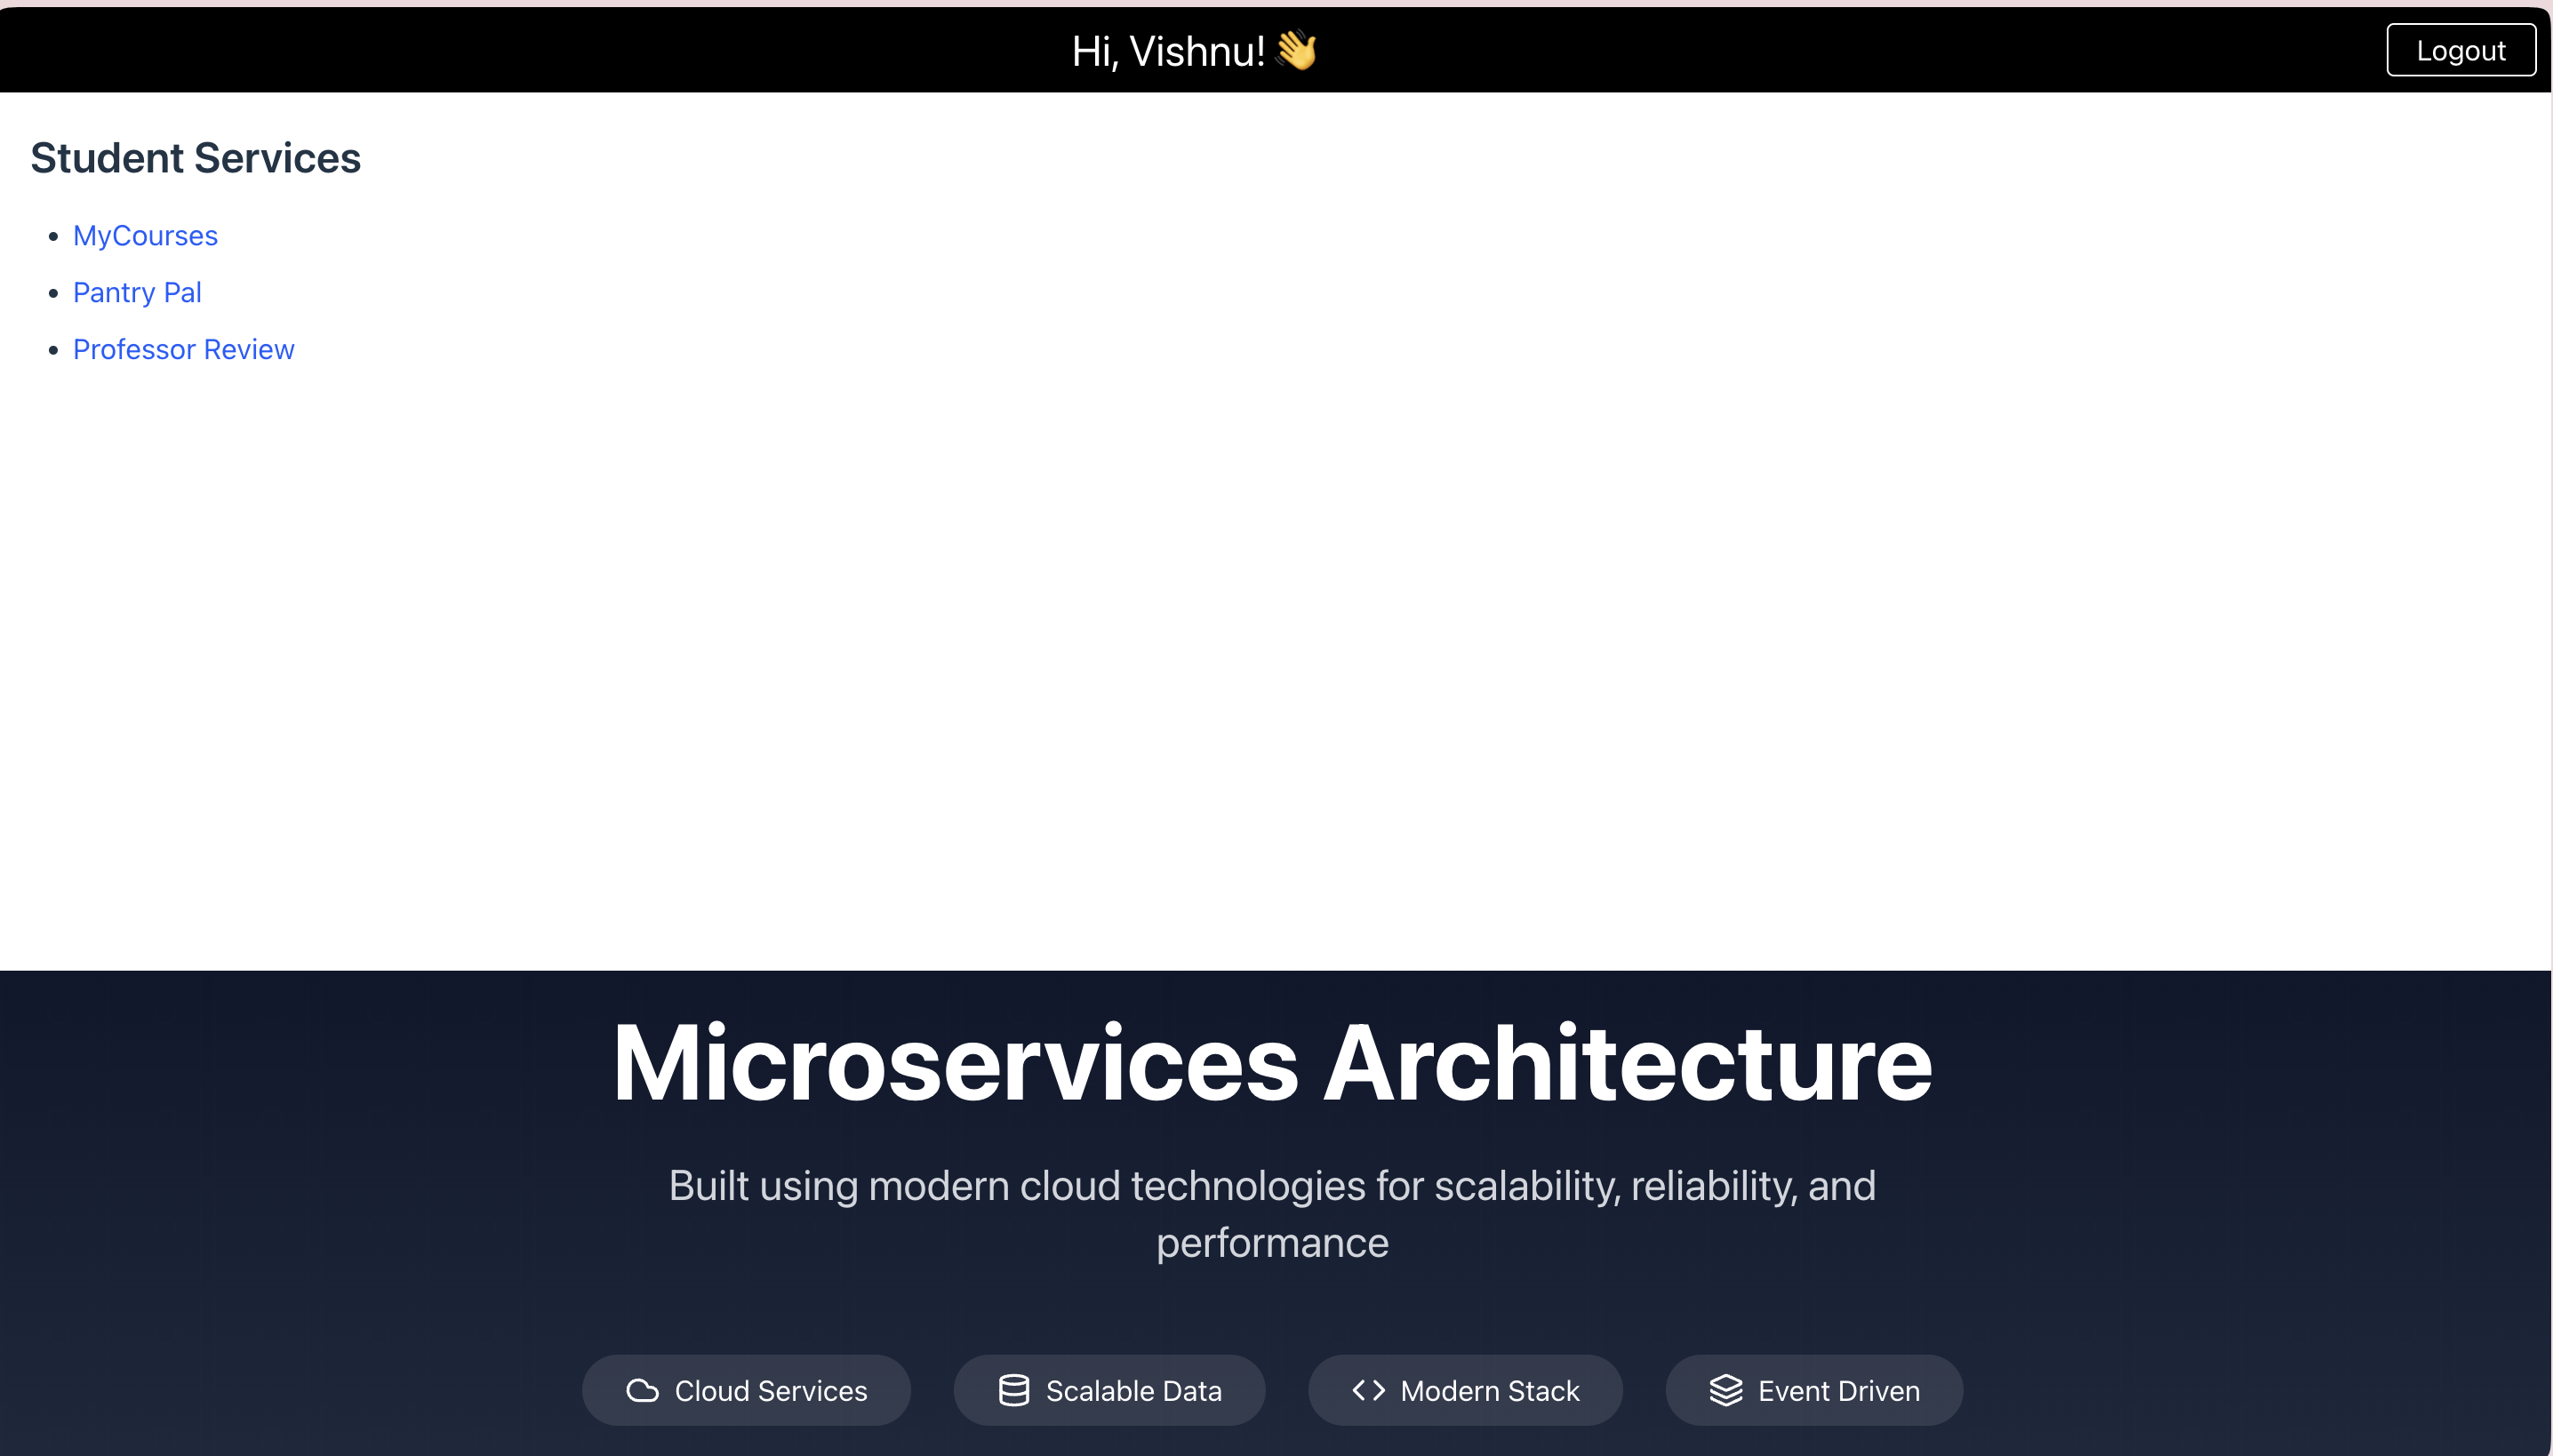 Hi, Vishnu! 👋
Logout
Student Services
• MyCourses
• Pantry Pal
• Professor Review
Microservices Architecture
Built using modern cloud technologies for scalability, reliability, and
performance
Cloud Services
Scalable Data
Modern Stack
Event Driven